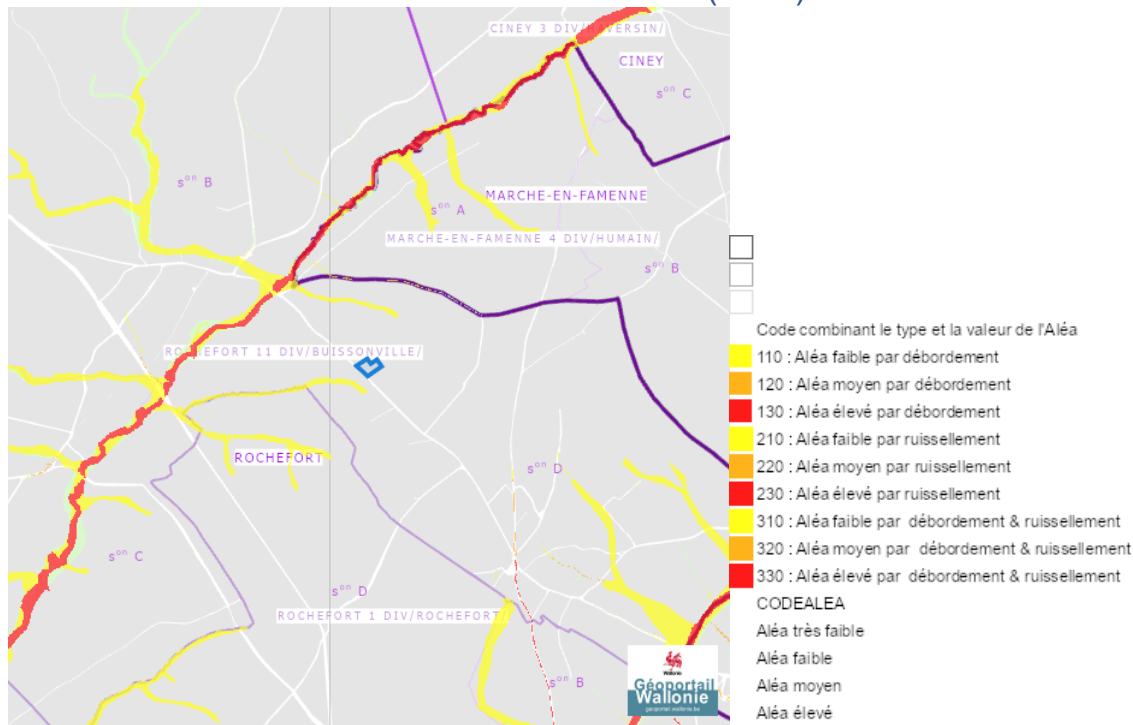 CINEY 3 DIV/HAVERSIN/
CINEY
sᵒⁿ C
sᵒⁿ B
MARCHE-EN-FAMENNE
sᵒⁿ A
MARCHE-EN-FAMENNE 4 DIV/HUMAIN/
sᵒⁿ B
ROCHEFORT 11 DIV/BUISSONVILLE/
ROCHEFORT
sᵒⁿ D
sᵒⁿ C
sᵒⁿ D
ROCHEFORT 1 DIV/ROCHEFORT/
sᵒⁿ B
Wallonie
Géoportail
Wallonie
geoportail.wallonie.be
Code combinant le type et la valeur de l'Aléa
110 : Aléa faible par débordement
120 : Aléa moyen par débordement
130 : Aléa élevé par débordement
210 : Aléa faible par ruissellement
220 : Aléa moyen par ruissellement
230 : Aléa élevé par ruissellement
310 : Aléa faible par débordement & ruissellement
320 : Aléa moyen par débordement & ruissellement
330 : Aléa élevé par débordement & ruissellement
CODEALEA
Aléa très faible
Aléa faible
Aléa moyen
Aléa élevé